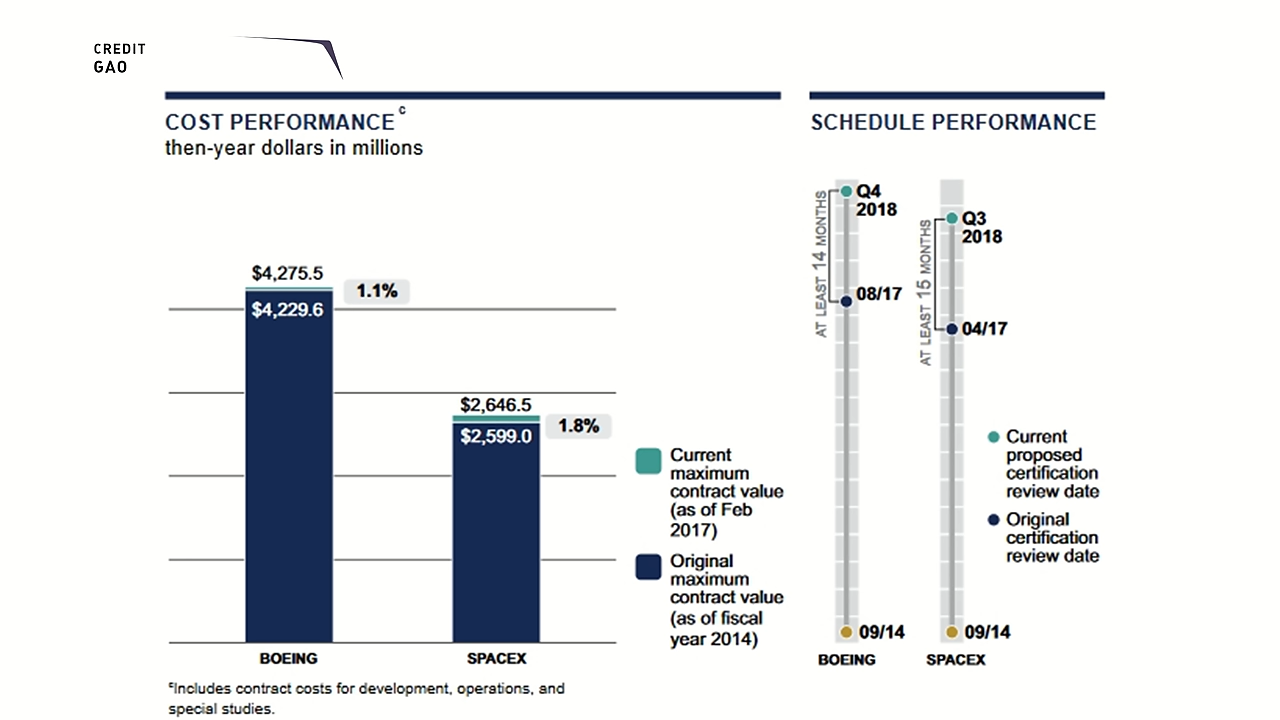 CREDIT
GAO
COST PERFORMANCE c
then-year dollars in millions
$4,275.5
1.1%
$4,229.6
$2,646.5
1.8%
$2,599.0
BOEING
SPACEX
Current
maximum
contract value
(as of Feb
2017)
Original
maximum
contract value
(as of fiscal
year 2014)
cIncludes contract costs for development, operations, and
special studies.
SCHEDULE PERFORMANCE
AT LEAST 14 MONTHS
Q4
2018
08/17
09/14
BOEING
AT LEAST 15 MONTHS
Q3
2018
04/17
09/14
SPACEX
Current
proposed
certification
review date
Original
certification
review date